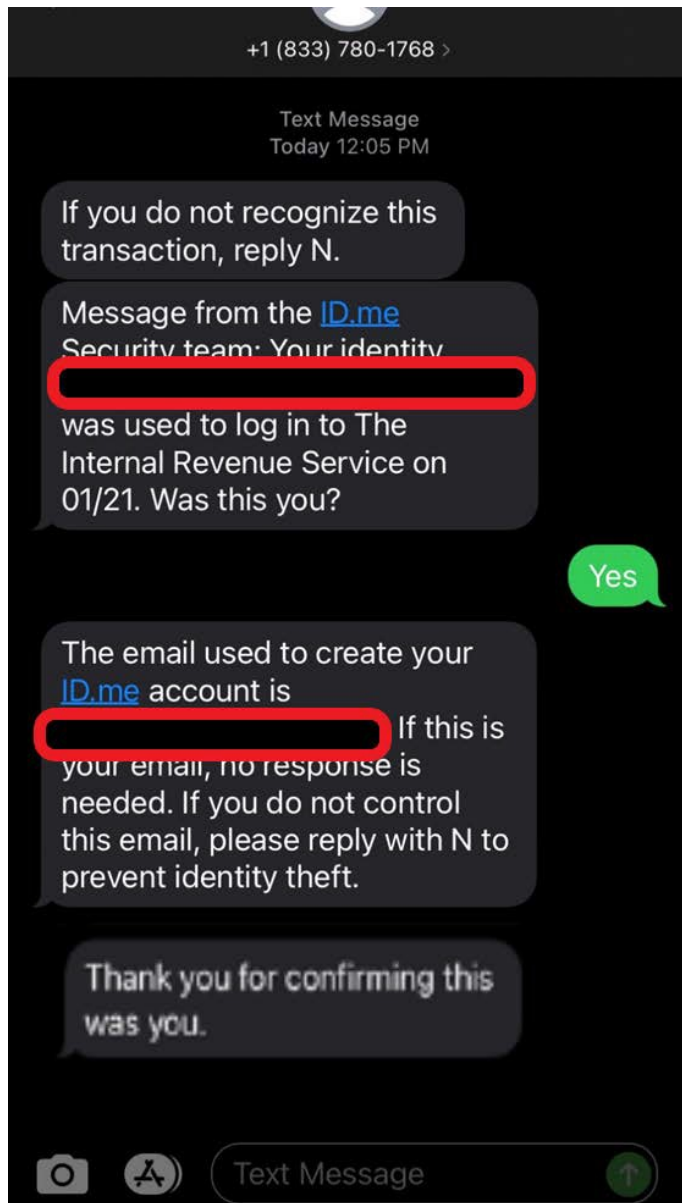 +1 (833) 780-1768 >
Text Message
Today 12:05 PM
If you do not recognize this
transaction, reply N.
Message from the ID.me
Security team: Your identity
was used to log in to The
Internal Revenue Service on
01/21. Was this you?
Yes
The email used to create your
ID.me account is
If this is
your email, no response is
needed. If you do not control
this email, please reply with N to
prevent identity theft.
Thank you for confirming this
was you.
Text Message